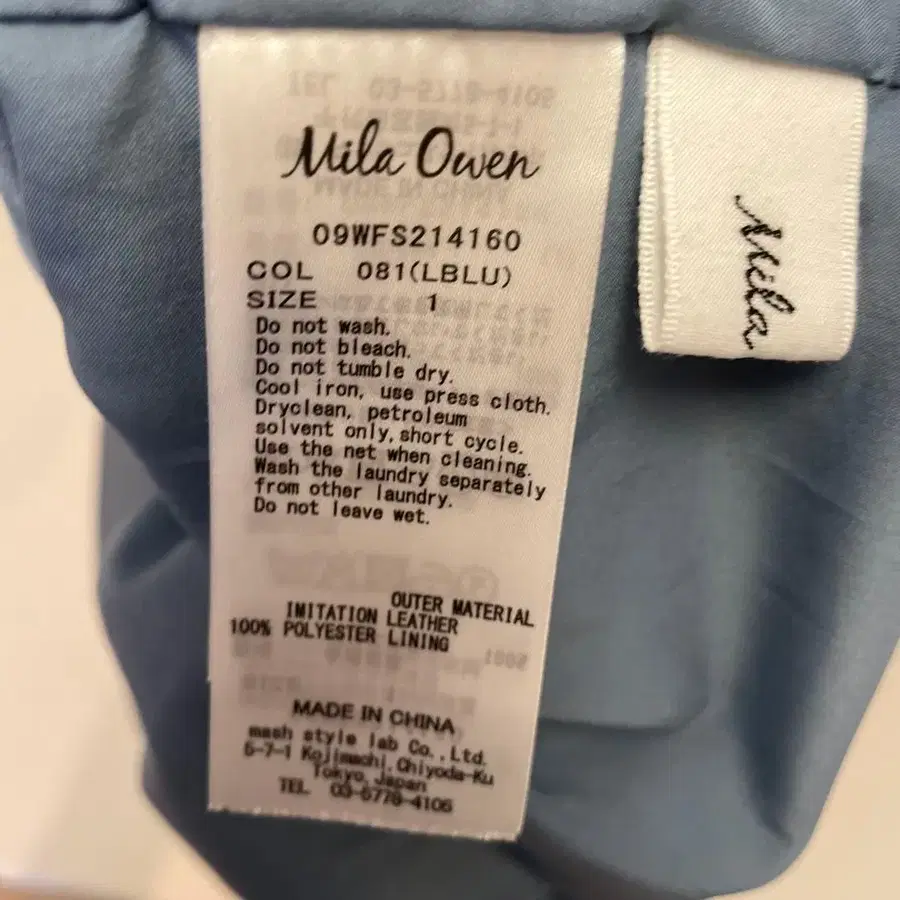 Mila Owen
09WFS214160
COL 081(LBLU)
SIZE 1
Do not wash.
Do not bleach.
Do not tumble dry.
Cool iron, use press cloth.
Dryclean, petroleum
solvent only,short cycle.
Use the net when cleaning.
Wash the laundry separately
from other laundry.
Do not leave wet.
OUTER MATERIAL
IMITATION LEATHER
100% POLYESTER LINING
MADE IN CHINA
mash style lab Co.,Ltd.
5-7-1 Kojimachi,Chiyoda-Ku
Tokyo,Japan
TEL 03-5778-4106
Mila